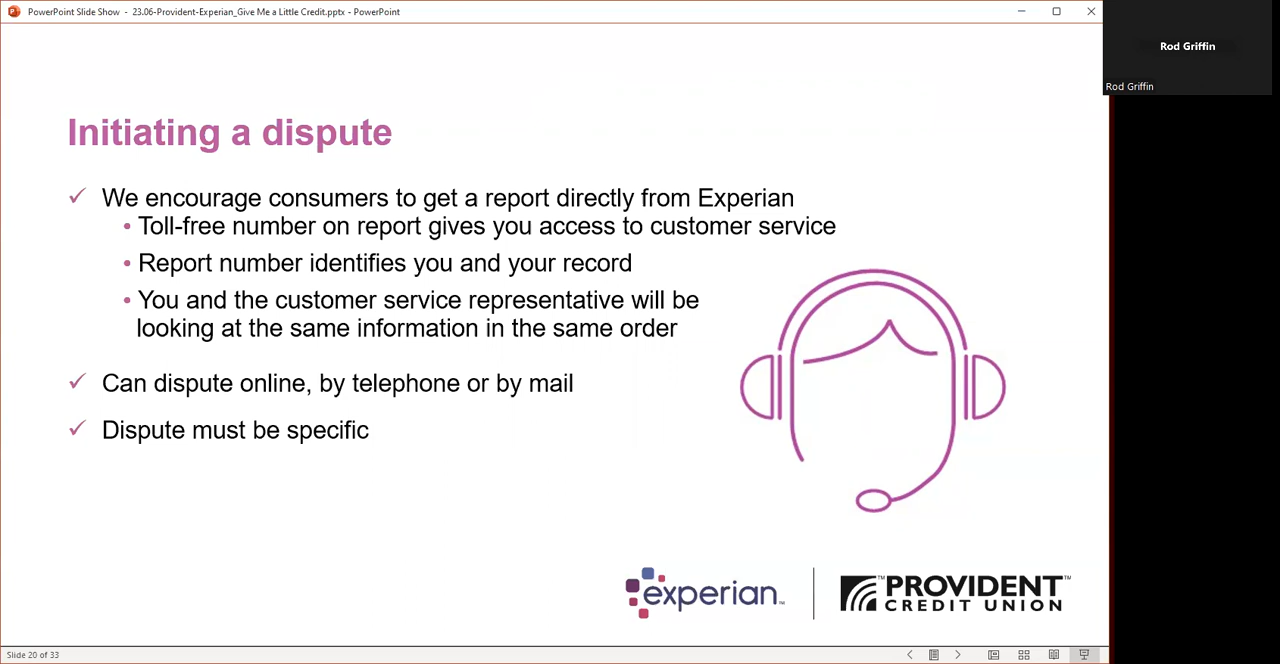 PowerPoint Slide Show - 23.06-Provident-Experian_Give Me a Little Credit.pptx - PowerPoint
Rod Griffin
Rod Griffin
Initiating a dispute
✓ We encourage consumers to get a report directly from Experian
• Toll-free number on report gives you access to customer service
• Report number identifies you and your record
• You and the customer service representative will be
looking at the same information in the same order
✓ Can dispute online, by telephone or by mail
✓ Dispute must be specific
experian™
™PROVIDENT™
CREDIT UNION
Slide 20 of 33